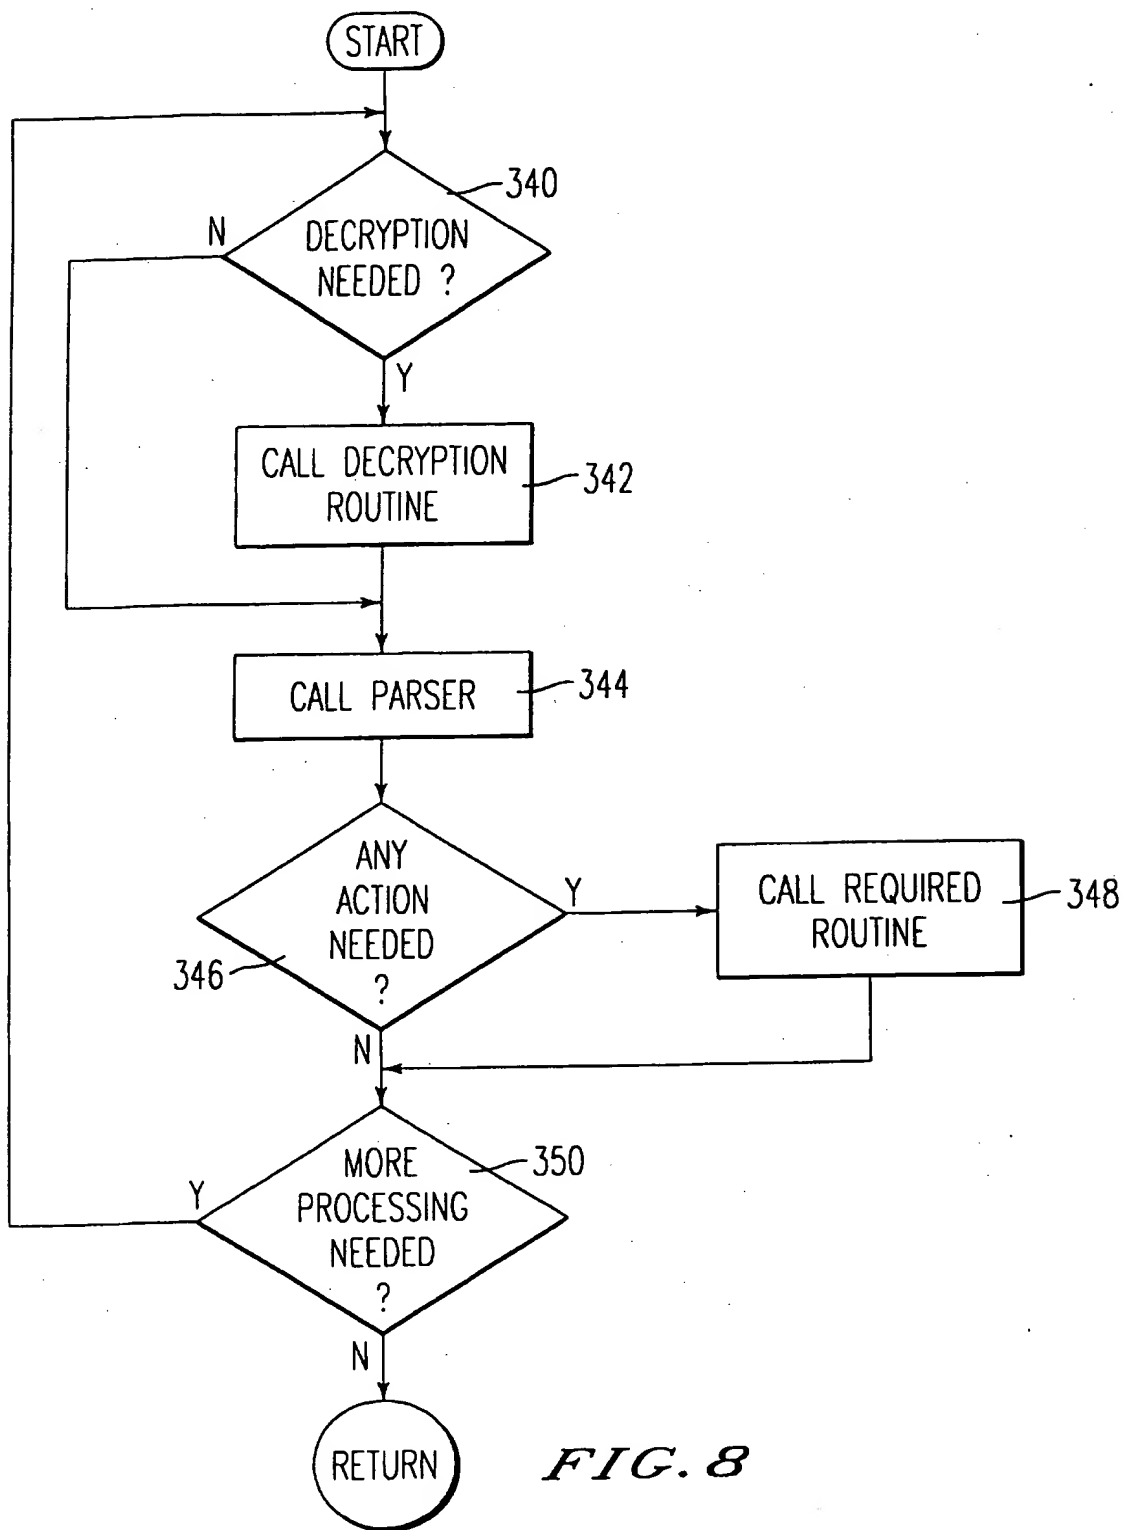 START
340
N
DECRYPTION
NEEDED ?
Y
CALL DECRYPTION
ROUTINE
342
CALL PARSER
344
ANY
ACTION
NEEDED
?
346
Y
CALL REQUIRED
ROUTINE
348
N
350
MORE
PROCESSING
NEEDED
?
Y
N
RETURN
FIG. 8